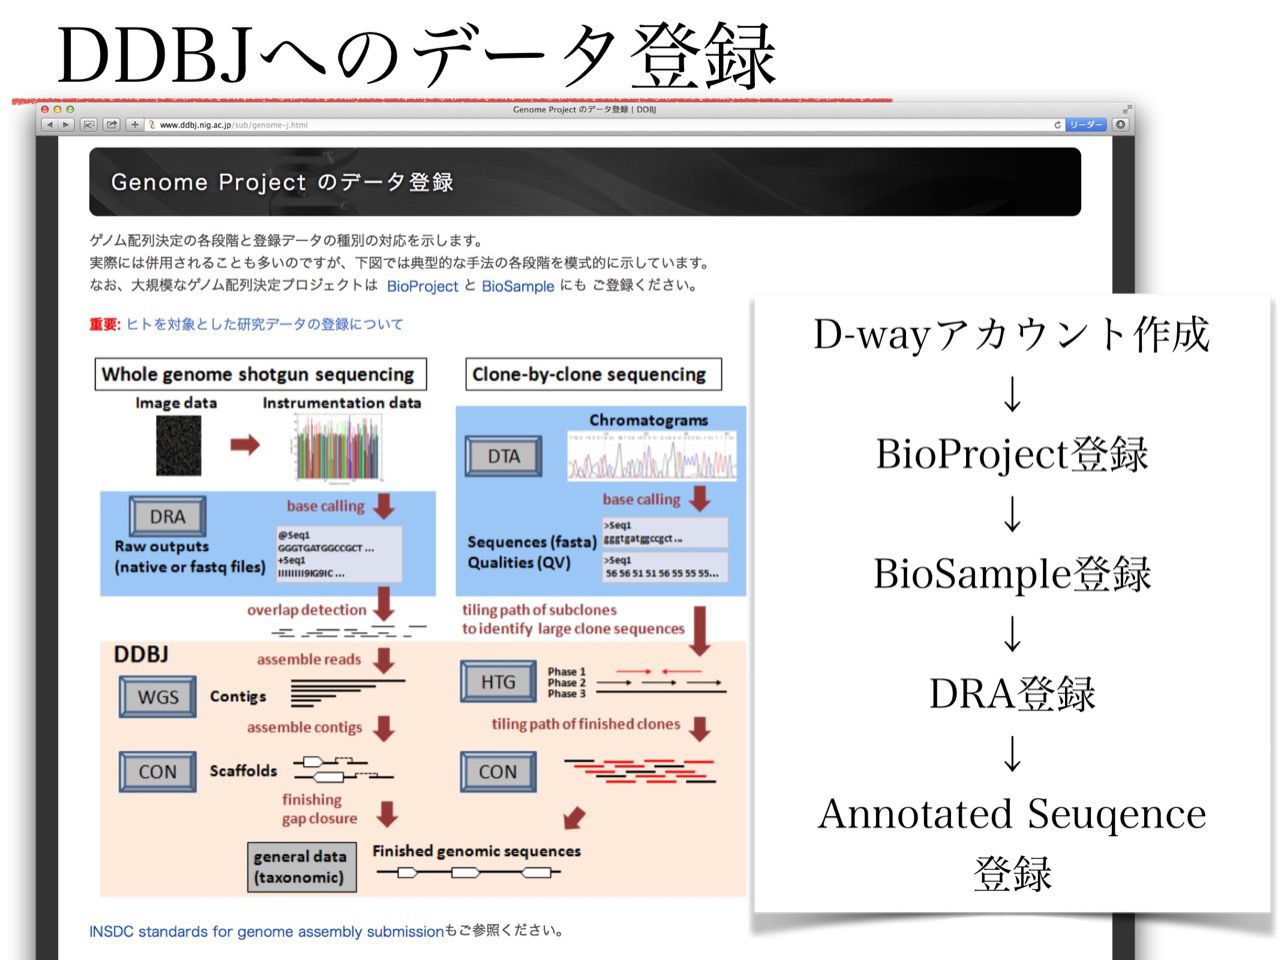 DDBJへのデータ登録
Genome Project のデータ登録 | DDBJ
www.ddbj.nig.ac.jp/sub/genome-j.html
リーダー
Genome Project のデータ登録
ゲノム配列決定の各段階と登録データの種別の対応を示します。
実際には併用されることも多いのですが、下図では典型的な手法の各段階を模式的に示しています。
なお、大規模なゲノム配列決定プロジェクトは BioProject と BioSample にも ご登録ください。
重要: ヒトを対象とした研究データの登録について
Whole genome shotgun sequencing
Image data
Instrumentation data
base calling
DRA
Raw outputs
(native or fastq files)
@Seq1
GGGTGATGGCCGCT ...
+Seq1
IIIIIIII9IG9IC ...
overlap detection
DDBJ
assemble reads
WGS
Contigs
assemble contigs
CON
Scaffolds
finishing
gap closure
general data
(taxonomic)
Finished genomic sequences
Clone-by-clone sequencing
Chromatograms
DTA
base calling
Sequences (fasta)
Qualities (QV)
>Seq1
gggtgatggccgct ...
>Seq1
56 56 51 51 56 55 55 55...
tiling path of subclones
to identify large clone sequences
HTG
Phase 1
Phase 2
Phase 3
tiling path of finished clones
CON
INSDC standards for genome assembly submissionもご参照ください。
D-wayアカウント作成
↓
BioProject登録
↓
BioSample登録
↓
DRA登録
↓
Annotated Seuqence
登録